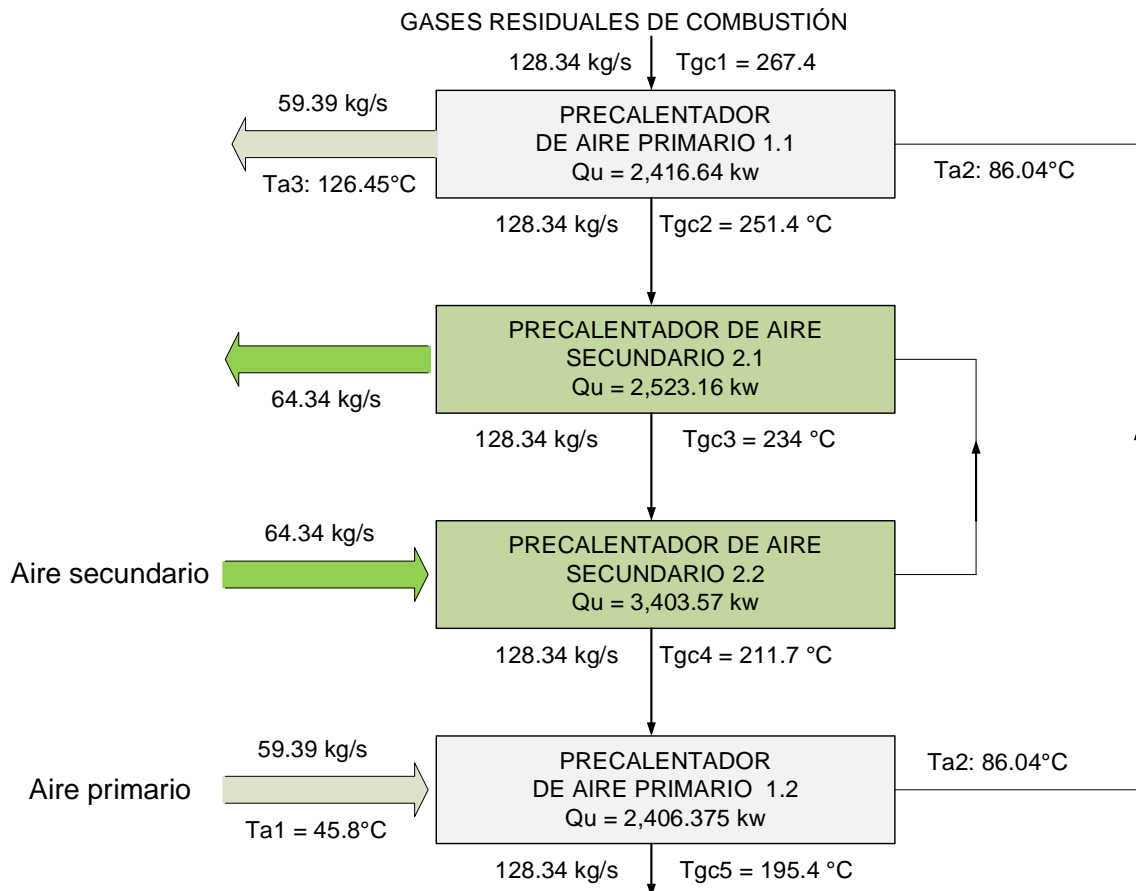 GASES RESIDUALES DE COMBUSTIÓN
128.34 kg/s
Tgc1 = 267.4
59.39 kg/s
PRECALENTADOR
DE AIRE PRIMARIO 1.1
Qu = 2,416.64 kw
Ta3: 126.45°C
Ta2: 86.04°C
128.34 kg/s
Tgc2 = 251.4 °C
PRECALENTADOR DE AIRE
SECUNDARIO 2.1
Qu = 2,523.16 kw
64.34 kg/s
128.34 kg/s
Tgc3 = 234 °C
64.34 kg/s
Aire secundario
PRECALENTADOR DE AIRE
SECUNDARIO 2.2
Qu = 3,403.57 kw
128.34 kg/s
Tgc4 = 211.7 °C
59.39 kg/s
Aire primario
Ta1 = 45.8°C
PRECALENTADOR
DE AIRE PRIMARIO 1.2
Qu = 2,406.375 kw
Ta2: 86.04°C
128.34 kg/s
Tgc5 = 195.4 °C